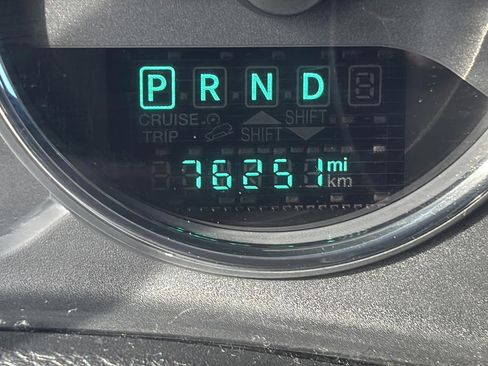 P R N D
CRUISE SHIFT
TRIP SHIFT
76251 mi
km